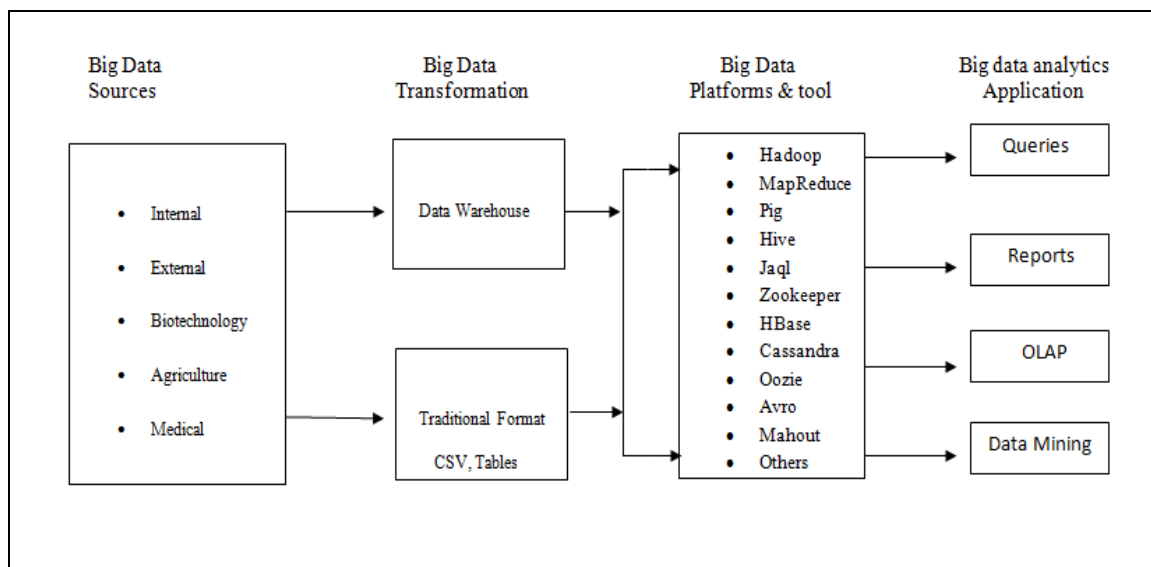 Big Data
Sources
Big Data
Transformation
Big Data
Platforms & tool
Big data analytics
Application
Internal
External
Biotechnology
Agriculture
Medical
Data Warehouse
Traditional Format
CSV, Tables
Hadoop
MapReduce
Pig
Hive
Jaql
Zookeeper
HBase
Cassandra
Oozie
Avro
Mahout
Others
Queries
Reports
OLAP
Data Mining